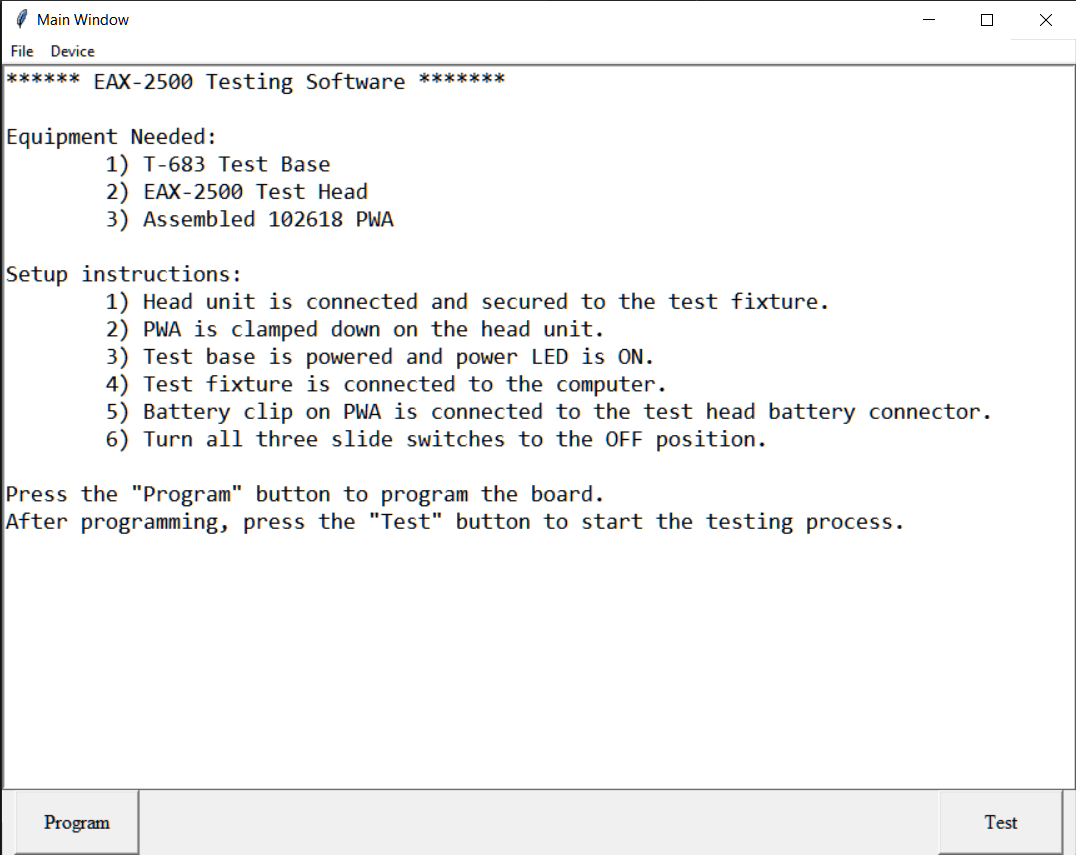 Main Window
File Device
****** EAX-2500 Testing Software *******
Equipment Needed:
1) T-683 Test Base
2) EAX-2500 Test Head
3) Assembled 102618 PWA
Setup instructions:
1) Head unit is connected and secured to the test fixture.
2) PWA is clamped down on the head unit.
3) Test base is powered and power LED is ON.
4) Test fixture is connected to the computer.
5) Battery clip on PWA is connected to the test head battery connector.
6) Turn all three slide switches to the OFF position.
Press the "Program" button to program the board.
After programming, press the "Test" button to start the testing process.
Program Test